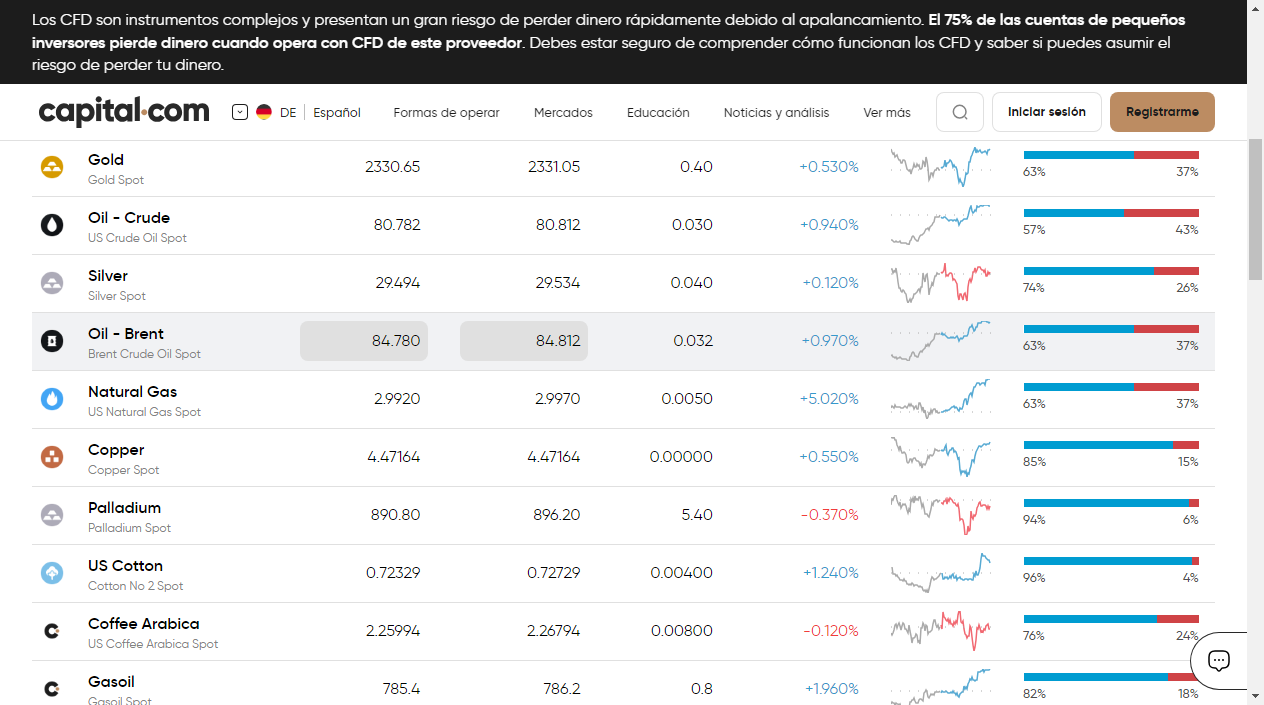 Los CFD son instrumentos complejos y presentan un gran riesgo de perder dinero rápidamente debido al apalancamiento. El 75% de las cuentas de pequeños
inversores pierde dinero cuando opera con CFD de este proveedor. Debes estar seguro de comprender cómo funcionan los CFD y saber si puedes asumir el
riesgo de perder tu dinero.
capital.com DE Español Formas de operar Mercados Educación Noticias y análisis Ver más Iniciar sesión Registrarme
Gold 2330.65 2331.05 0.40 +0.530%
Gold Spot 63% 37%
Oil - Crude 80.782 80.812 0.030 +0.940%
US Crude Oil Spot 57% 43%
Silver 29.494 29.534 0.040 +0.120%
Silver Spot 74% 26%
Oil - Brent 84.780 84.812 0.032 +0.970%
Brent Crude Oil Spot 63% 37%
Natural Gas 2.9920 2.9970 0.0050 +5.020%
US Natural Gas Spot 63% 37%
Copper 4.47164 4.47164 0.00000 +0.550%
Copper Spot 85% 15%
Palladium 890.80 896.20 5.40 -0.370%
Palladium Spot 94% 6%
US Cotton 0.72329 0.72729 0.00400 +1.240%
Cotton No 2 Spot 96% 4%
Coffee Arabica 2.25994 2.26794 0.00800 -0.120%
US Coffee Arabica Spot 76% 24%
Gasoil 785.4 786.2 0.8 +1.960%
Gasoil Spot 82% 18%